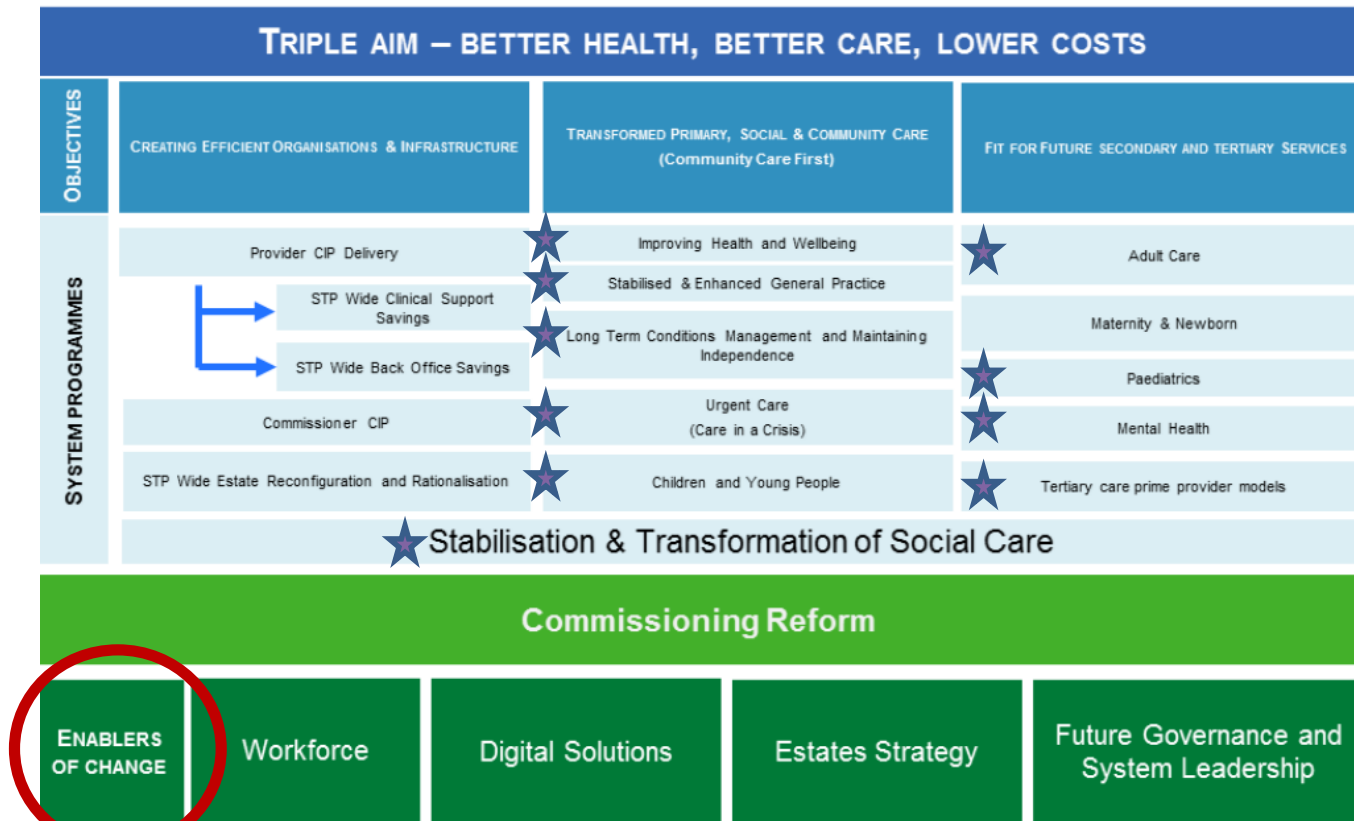 TRIPLE AIM – BETTER HEALTH, BETTER CARE, LOWER COSTS
OBJECTIVES
CREATING EFFICIENT ORGANISATIONS & INFRASTRUCTURE
TRANSFORMED PRIMARY, SOCIAL & COMMUNITY CARE
(Community Care First)
FIT FOR FUTURE SECONDARY AND TERTIARY SERVICES
SYSTEM PROGRAMMES
Provider CIP Delivery
STP Wide Clinical Support
Savings
STP Wide Back Office Savings
Commissioner CIP
STP Wide Estate Reconfiguration and Rationalisation
Improving Health and Wellbeing
Stabilised & Enhanced General Practice
Long Term Conditions Management and Maintaining
Independence
Urgent Care
(Care in a Crisis)
Children and Young People
Adult Care
Maternity & Newborn
Paediatrics
Mental Health
Tertiary care prime provider models
Stabilisation & Transformation of Social Care
Commissioning Reform
ENABLERS
OF CHANGE
Workforce
Digital Solutions
Estates Strategy
Future Governance and
System Leadership